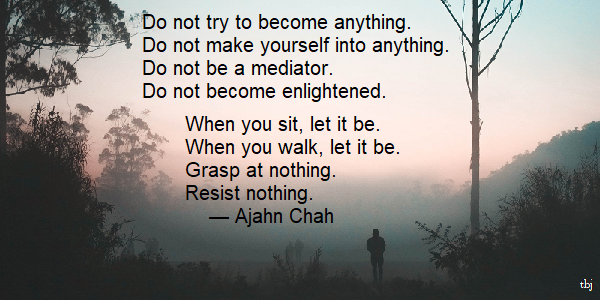 Do not try to become anything.
Do not make yourself into anything.
Do not be a mediator.
Do not become enlightened.
When you sit, let it be.
When you walk, let it be.
Grasp at nothing.
Resist nothing.
— Ajahn Chah
tbj